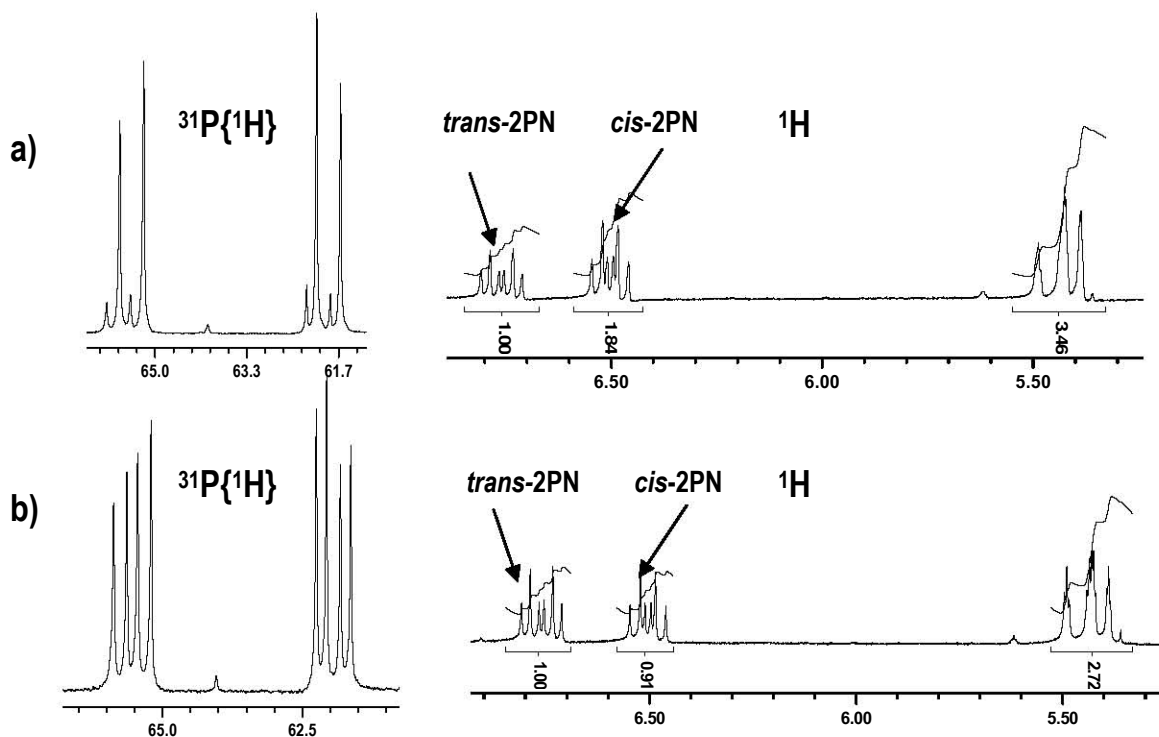 a)
³¹P{¹H}
trans-2PN
cis-2PN
¹H
1.00
1.84
3.46
65.0
63.3
61.7
6.50
6.00
5.50
b)
³¹P{¹H}
trans-2PN
cis-2PN
¹H
1.00
0.91
2.72
65.0
62.5
6.50
6.00
5.50